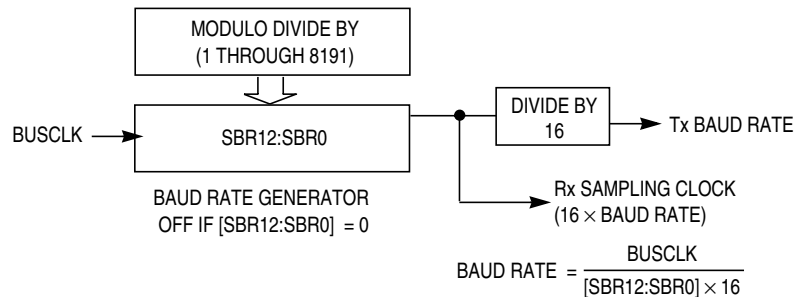 MODULO DIVIDE BY
(1 THROUGH 8191)
BUSCLK
SBR12:SBR0
DIVIDE BY
16
Tx BAUD RATE
BAUD RATE GENERATOR
OFF IF [SBR12:SBR0] = 0
Rx SAMPLING CLOCK
(16 × BAUD RATE)
BAUD RATE =
BUSCLK
[SBR12:SBR0] × 16